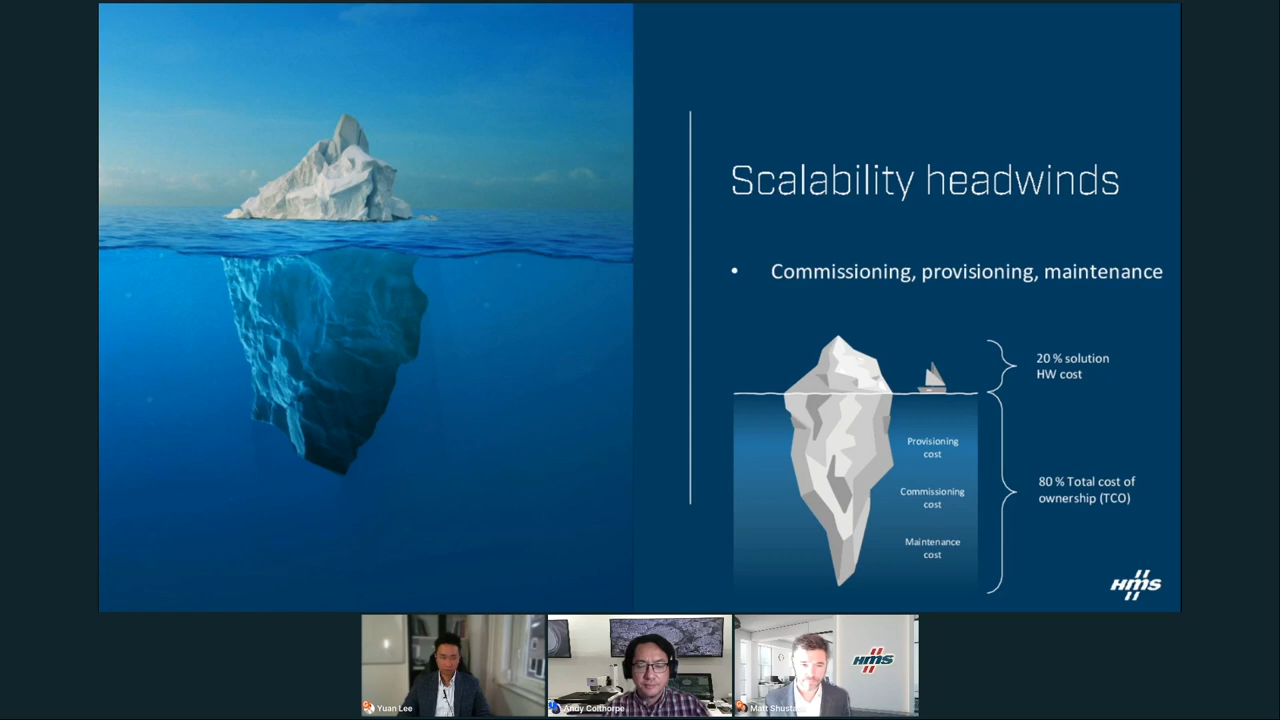 Scalability headwinds
• Commissioning, provisioning, maintenance
20 % solution
HW cost
Provisioning
cost
Commissioning
cost
Maintenance
cost
80 % Total cost of
ownership (TCO)
HMS
HMS
Yuan Lee
Andy Colthorpe
Matt